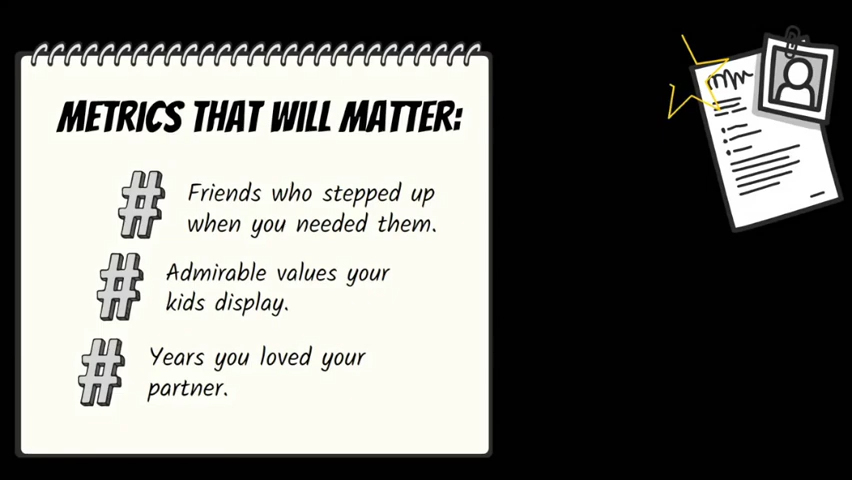 METRICS THAT WILL MATTER:
# Friends who stepped up
when you needed them.
# Admirable values your
kids display.
# Years you loved your
partner.